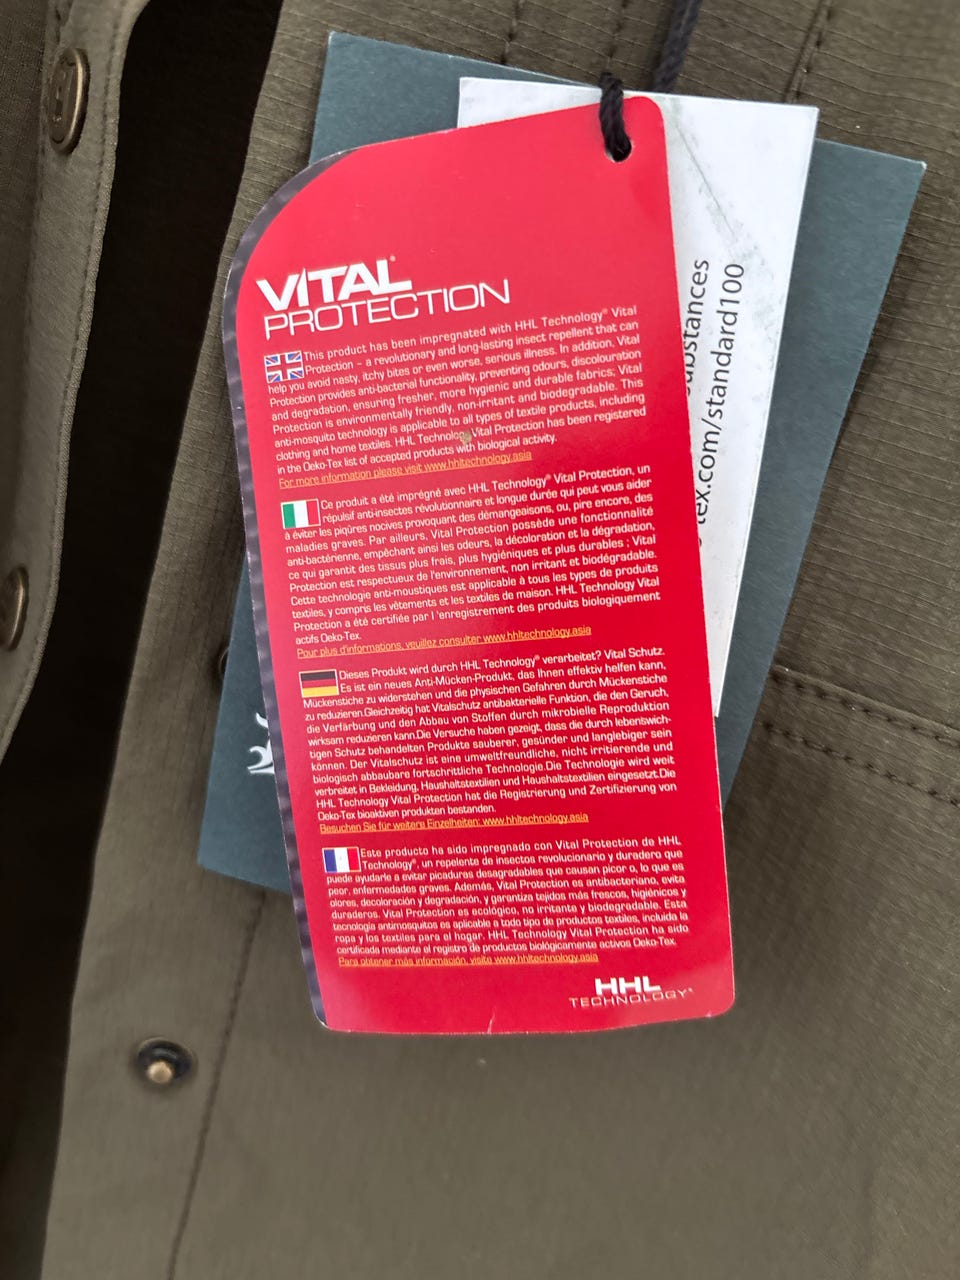 VITAL
PROTECTION
This product has been impregnated with HHL Technology® Vital
Protection – a revolutionary and long-lasting insect repellent that can
help you avoid nasty, itchy bites or even worse, serious illness. In addition, Vital
Protection provides anti-bacterial functionality, preventing odours, discolouration
and degradation, ensuring fresher, more hygienic and durable fabrics; Vital
Protection is environmentally friendly, non-irritant and biodegradable. This
anti-mosquito technology is applicable to all types of textile products, including
clothing and home textiles. HHL Technology Vital Protection has been registered
in the Oeko-Tex list of accepted products with biological activity.
For more information please visit www.hhltechnology.asia
Ce produit a été imprégné avec HHL Technology® Vital Protection, un
répulsif anti-insectes révolutionnaire et longue durée qui peut vous aider
à éviter les piqûres nocives provoquant des démangeaisons, ou, pire encore, des
maladies graves. Par ailleurs, Vital Protection possède une fonctionnalité
anti-bactérienne, empêchant ainsi les odeurs, la décoloration et la dégradation,
ce qui garantit des tissus plus frais, plus hygiéniques et plus durables ; Vital
Protection est respectueux de l'environnement, non irritant et biodégradable.
Cette technologie anti-moustiques est applicable à tous les types de produits
textiles, y compris les vêtements et les textiles de maison. HHL Technology Vital
Protection a été certifiée par l 'enregistrement des produits biologiquement
actifs Oeko-Tex.
Pour plus d'informations, veuillez consulter www.hhltechnology.asia
Dieses Produkt wird durch HHL Technology® verarbeitet? Vital Schutz.
Es ist ein neues Anti-Mücken-Produkt, das Ihnen effektiv helfen kann,
Mückenstiche zu widerstehen und die physischen Gefahren durch Mückenstiche
zu reduzieren.Gleichzeitig hat Vitalschutz antibakterielle Funktion, die den Geruch,
die Verfärbung und den Abbau von Stoffen durch mikrobielle Reproduktion
wirksam reduzieren kann.Die Versuche haben gezeigt, dass die durch lebenswich-
tigen Schutz behandelten Produkte sauberer, gesünder und langlebiger sein
können. Der Vitalschutz ist eine umweltfreundliche, nicht irritierende und
biologisch abbaubare fortschrittliche Technologie.Die Technologie wird weit
verbreitet in Bekleidung, Haushaltstextilien und Haushaltstextilien eingesetzt.Die
HHL Technology Vital Protection hat die Registrierung und Zertifizierung von
Oeko-Tex bioaktiven produkten bestanden.
Besuchen Sie für weitere Einzelheiten: www.hhltechnology.asia
Este producto ha sido impregnado con Vital Protection de HHL
Technology®, un repelente de insectos revolucionario y duradero que
puede ayudarle a evitar picaduras desagradables que causan picor o, lo que es
peor, enfermedades graves. Además, Vital Protection es antibacteriano, evita
olores, decoloración y degradación, y garantiza tejidos más frescos, higiénicos y
duraderos. Vital Protection es ecológico, no irritante y biodegradable. Esta
tecnología antimosquitos es aplicable a todo tipo de productos textiles, incluida la
ropa y los textiles para el hogar. HHL Technology Vital Protection ha sido
certificada mediante el registro de productos biológicamente activos Oeko-Tex.
Para obtener más información, visite www.hhltechnology.asia
HHL
TECHNOLOGY®
substances
tex.com/standard100